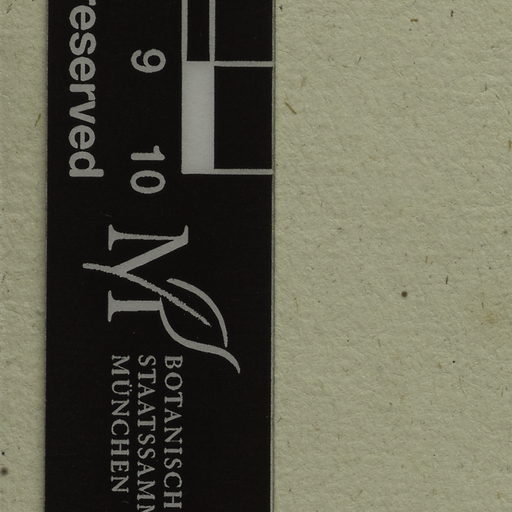 reserved
9 10
M
BOTANISCH
STAATSSAMM
MÜNCHEN